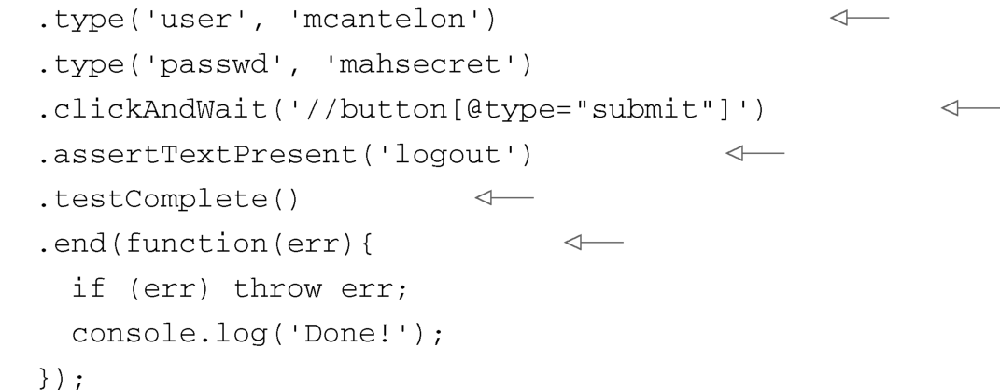 .type('user', 'mcantelon')
.type('passwd', 'mahsecret')
.clickAndWait('//button[@type="submit"]')
.assertTextPresent('logout')
.testComplete()
.end(function(err){
  if (err) throw err;
  console.log('Done!');
});